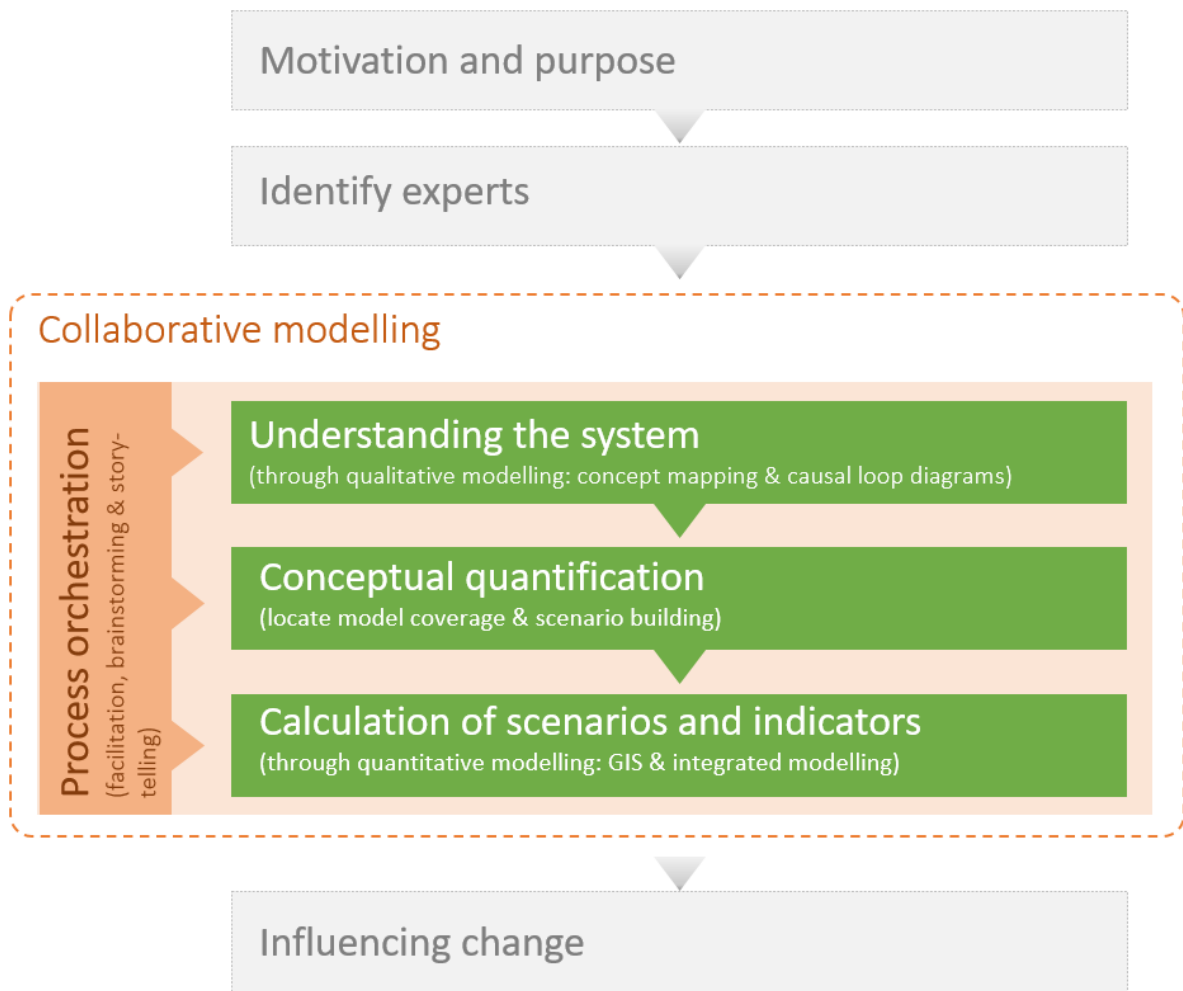 Motivation and purpose
Identify experts
Collaborative modelling
Process orchestration
(facilitation, brainstorming & story-
telling)
Understanding the system
(through qualitative modelling: concept mapping & causal loop diagrams)
Conceptual quantification
(locate model coverage & scenario building)
Calculation of scenarios and indicators
(through quantitative modelling: GIS & integrated modelling)
Influencing change